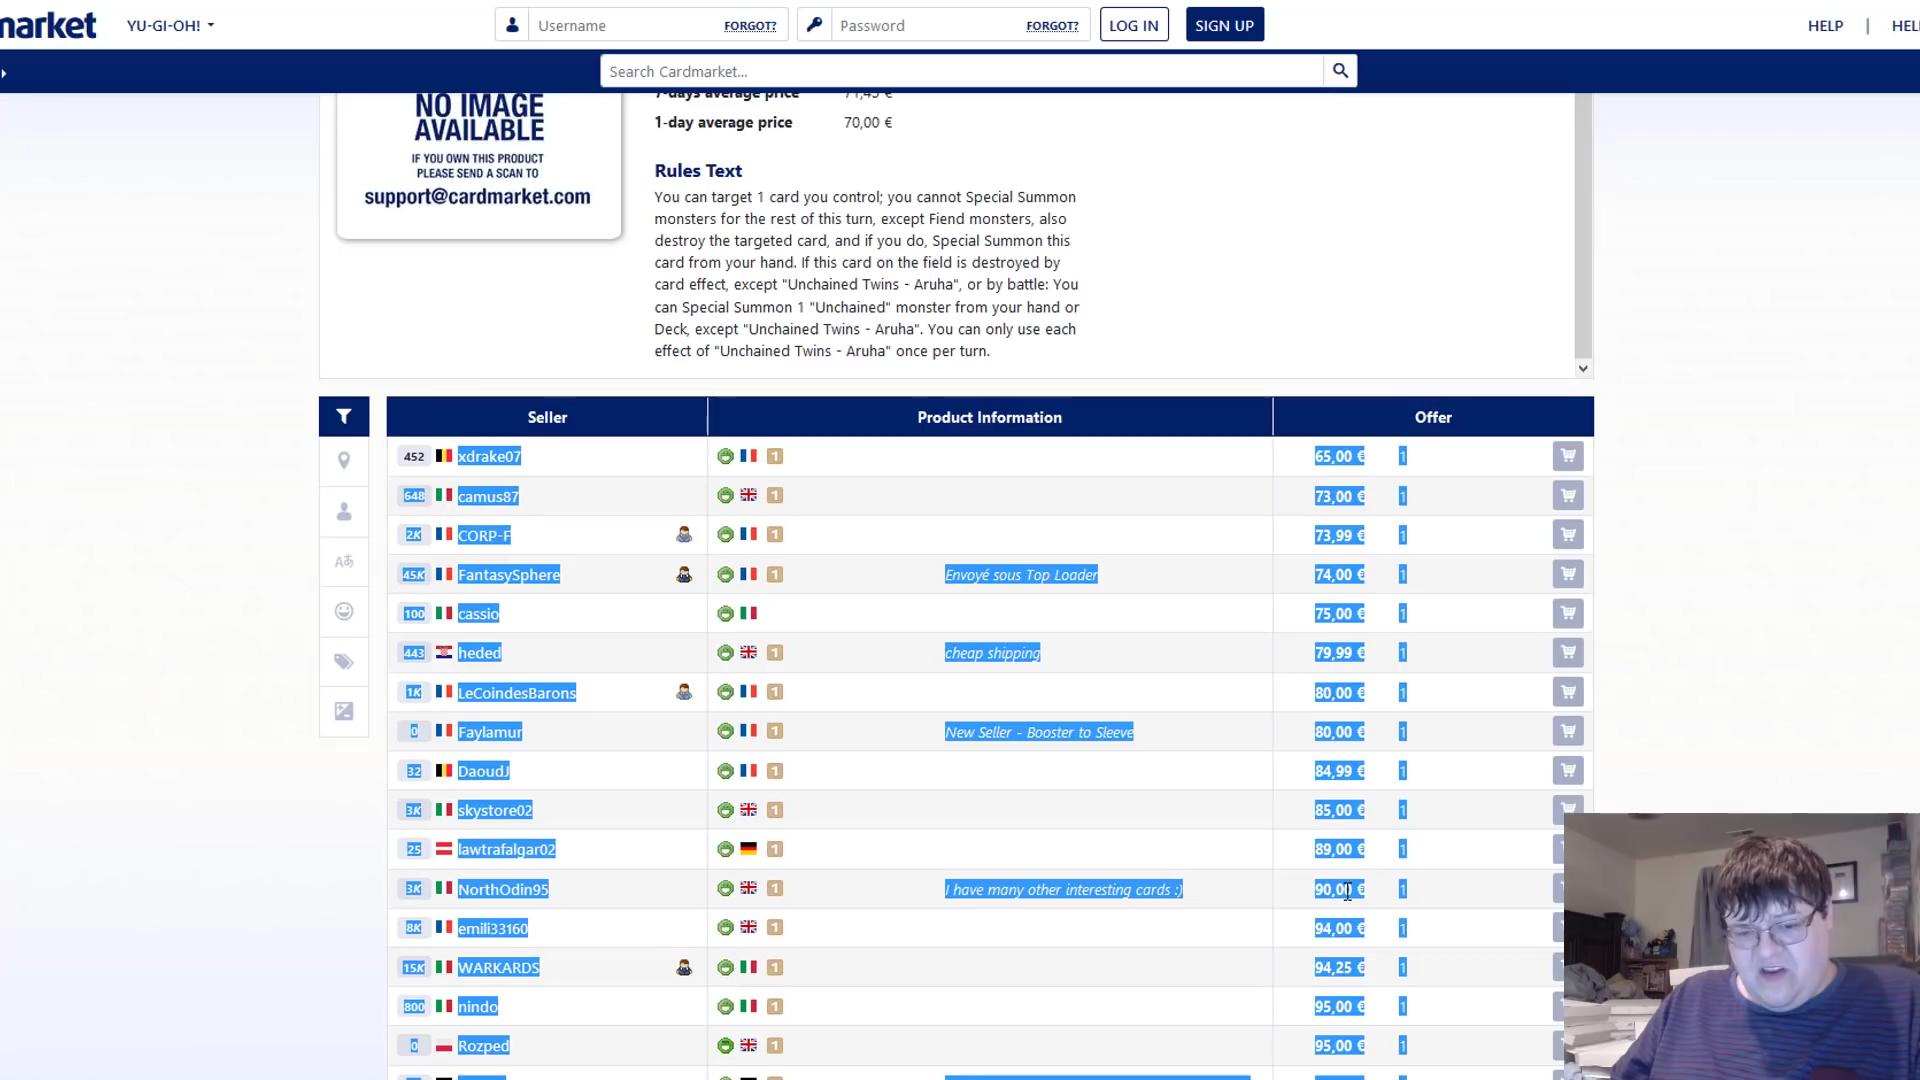 market YU-GI-OH! Username FORGOT? Password FORGOT? LOG IN SIGN UP HELP | HEL
Search Cardmarket...
7-days average price 71,45 €
1-day average price 70,00 €
NO IMAGE
AVAILABLE
IF YOU OWN THIS PRODUCT
PLEASE SEND A SCAN TO
support@cardmarket.com
Rules Text
You can target 1 card you control; you cannot Special Summon
monsters for the rest of this turn, except Fiend monsters, also
destroy the targeted card, and if you do, Special Summon this
card from your hand. If this card on the field is destroyed by
card effect, except "Unchained Twins - Aruha", or by battle: You
can Special Summon 1 "Unchained" monster from your hand or
Deck, except "Unchained Twins - Aruha". You can only use each
effect of "Unchained Twins - Aruha" once per turn.
Seller Product Information Offer
452 xdrake07 1 65,00 € 1
648 camus87 1 73,00 € 1
2K CORP-F 1 73,99 € 1
45K FantasySphere 1 Envoyé sous Top Loader 74,00 € 1
100 cassio 75,00 € 1
443 heded 1 cheap shipping 79,99 € 1
1K LeCoindesBarons 1 80,00 € 1
0 Faylamur 1 New Seller - Booster to Sleeve 80,00 € 1
32 DaoudJ 1 84,99 € 1
3K skystore02 1 85,00 € 1
25 lawtrafalgar02 1 89,00 € 1
3K NorthOdin95 1 I have many other interesting cards :) 90,00 € 1
8K emili33160 1 94,00 € 1
15K WARKARDS 1 94,25 € 1
800 nindo 1 95,00 € 1
0 Rozped 1 95,00 € 1